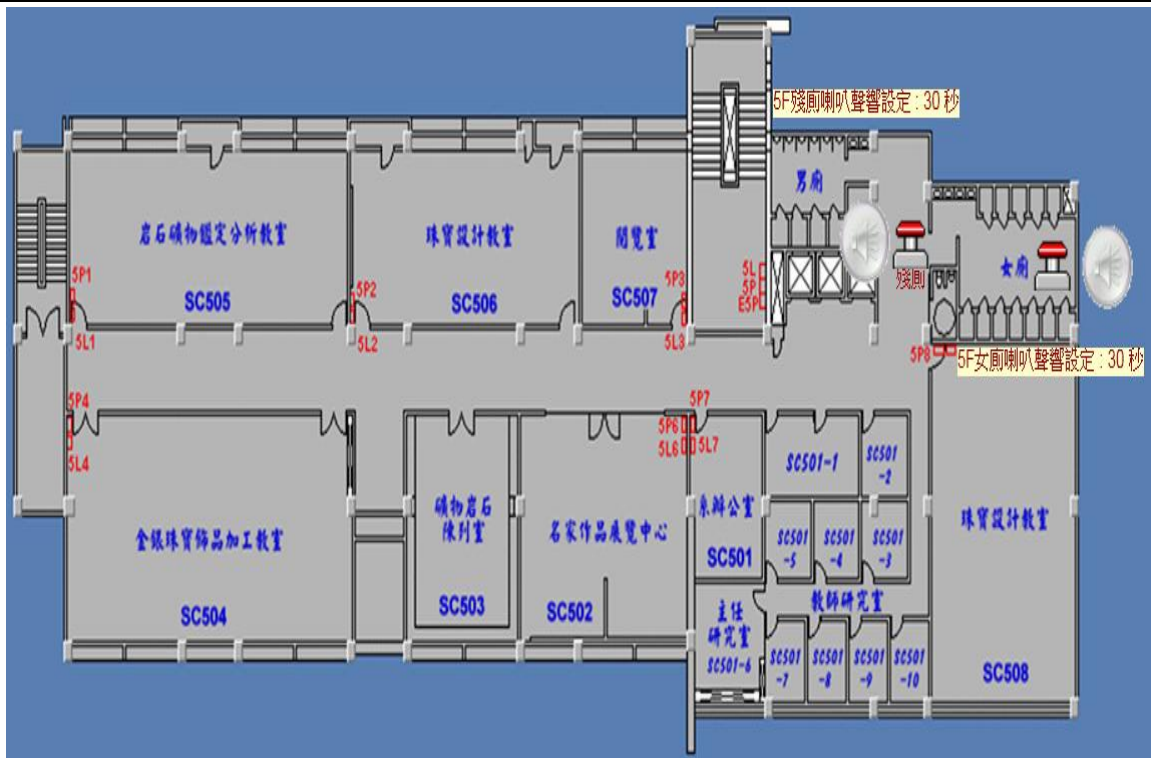 5F殘廁喇叭聲響設定 : 30 秒
男廁
岩石礦物鑑定分析教室
珠寶設計教室
閱覽室
女廁
殘廁
5P1
5P2
5P3
5L
5P
E5P
SC505
SC506
SC507
5L1
5L2
5L3
5P8
5F女廁喇叭聲響設定 : 30 秒
5P4
5P7
5P6
5L6
5L7
5L4
SC501-1
SC501
-2
礦物岩石
陳列室
名家作品展覽中心
系辦公室
珠寶設計教室
金銀珠寶飾品加工教室
SC501
-5
SC501
-4
SC501
-3
SC501
SC504
SC503
SC502
主任
研究室
SC501-6
教師研究室
SC501
-7
SC501
-8
SC501
-9
SC501
-10
SC508